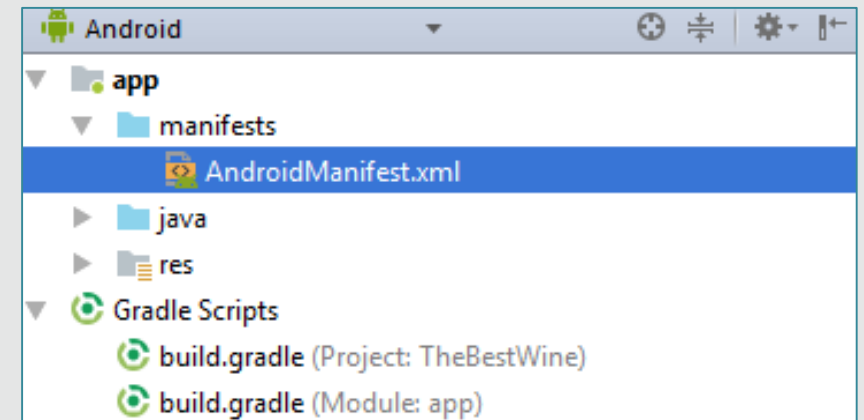 Android
app
manifests
AndroidManifest.xml
java
res
Gradle Scripts
build.gradle (Project: TheBestWine)
build.gradle (Module: app)